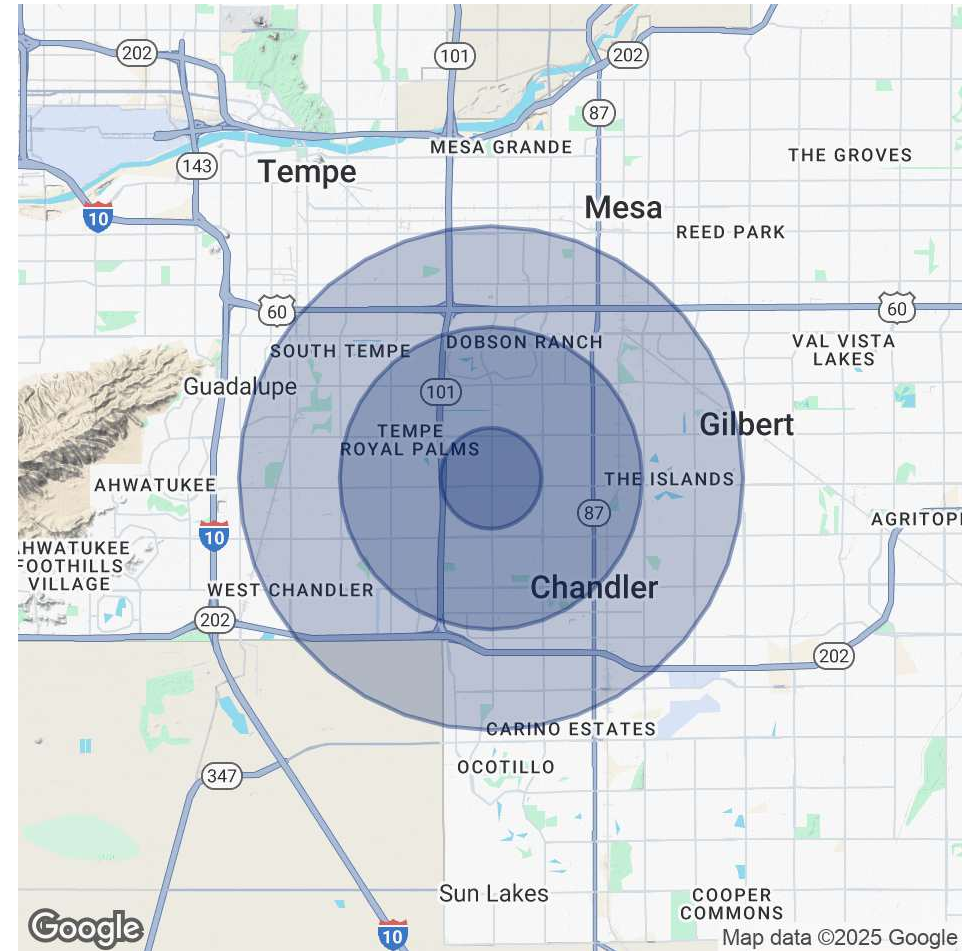 202
101
202
87
MESA GRANDE
THE GROVES
143
Tempe
Mesa
10
REED PARK
60
60
SOUTH TEMPE
DOBSON RANCH
VAL VISTA
LAKES
Guadalupe
101
TEMPE
ROYAL PALMS
Gilbert
AHWATUKEE
THE ISLANDS
87
AGRITOPI
10
AHWATUKEE
FOOTHILLS
VILLAGE
WEST CHANDLER
Chandler
202
202
CARINO ESTATES
OCOTILLO
347
Sun Lakes
COOPER
COMMONS
Google
10
Map data ©2025 Google